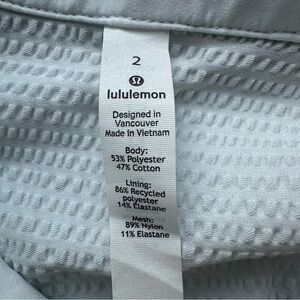 2
lululemon
Designed in
Vancouver
Made in Vietnam
Body:
53% Polyester
47% Cotton
Lining:
86% Recycled
polyester
14% Elastane
Mesh:
89% Nylon
11% Elastane